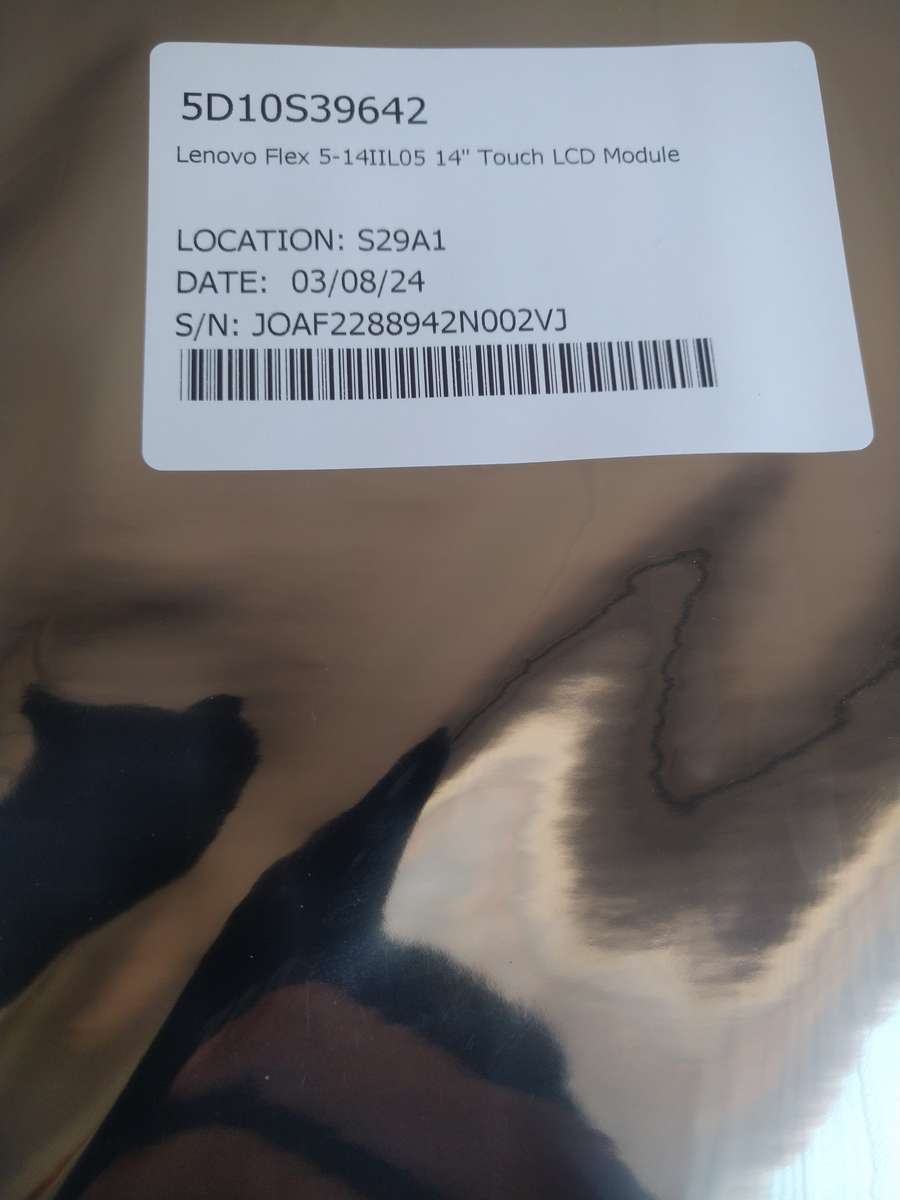 5D10S39642
Lenovo Flex 5-14IIL05 14" Touch LCD Module
LOCATION: S29A1
DATE: 03/08/24
S/N: JOAF2288942N002VJ